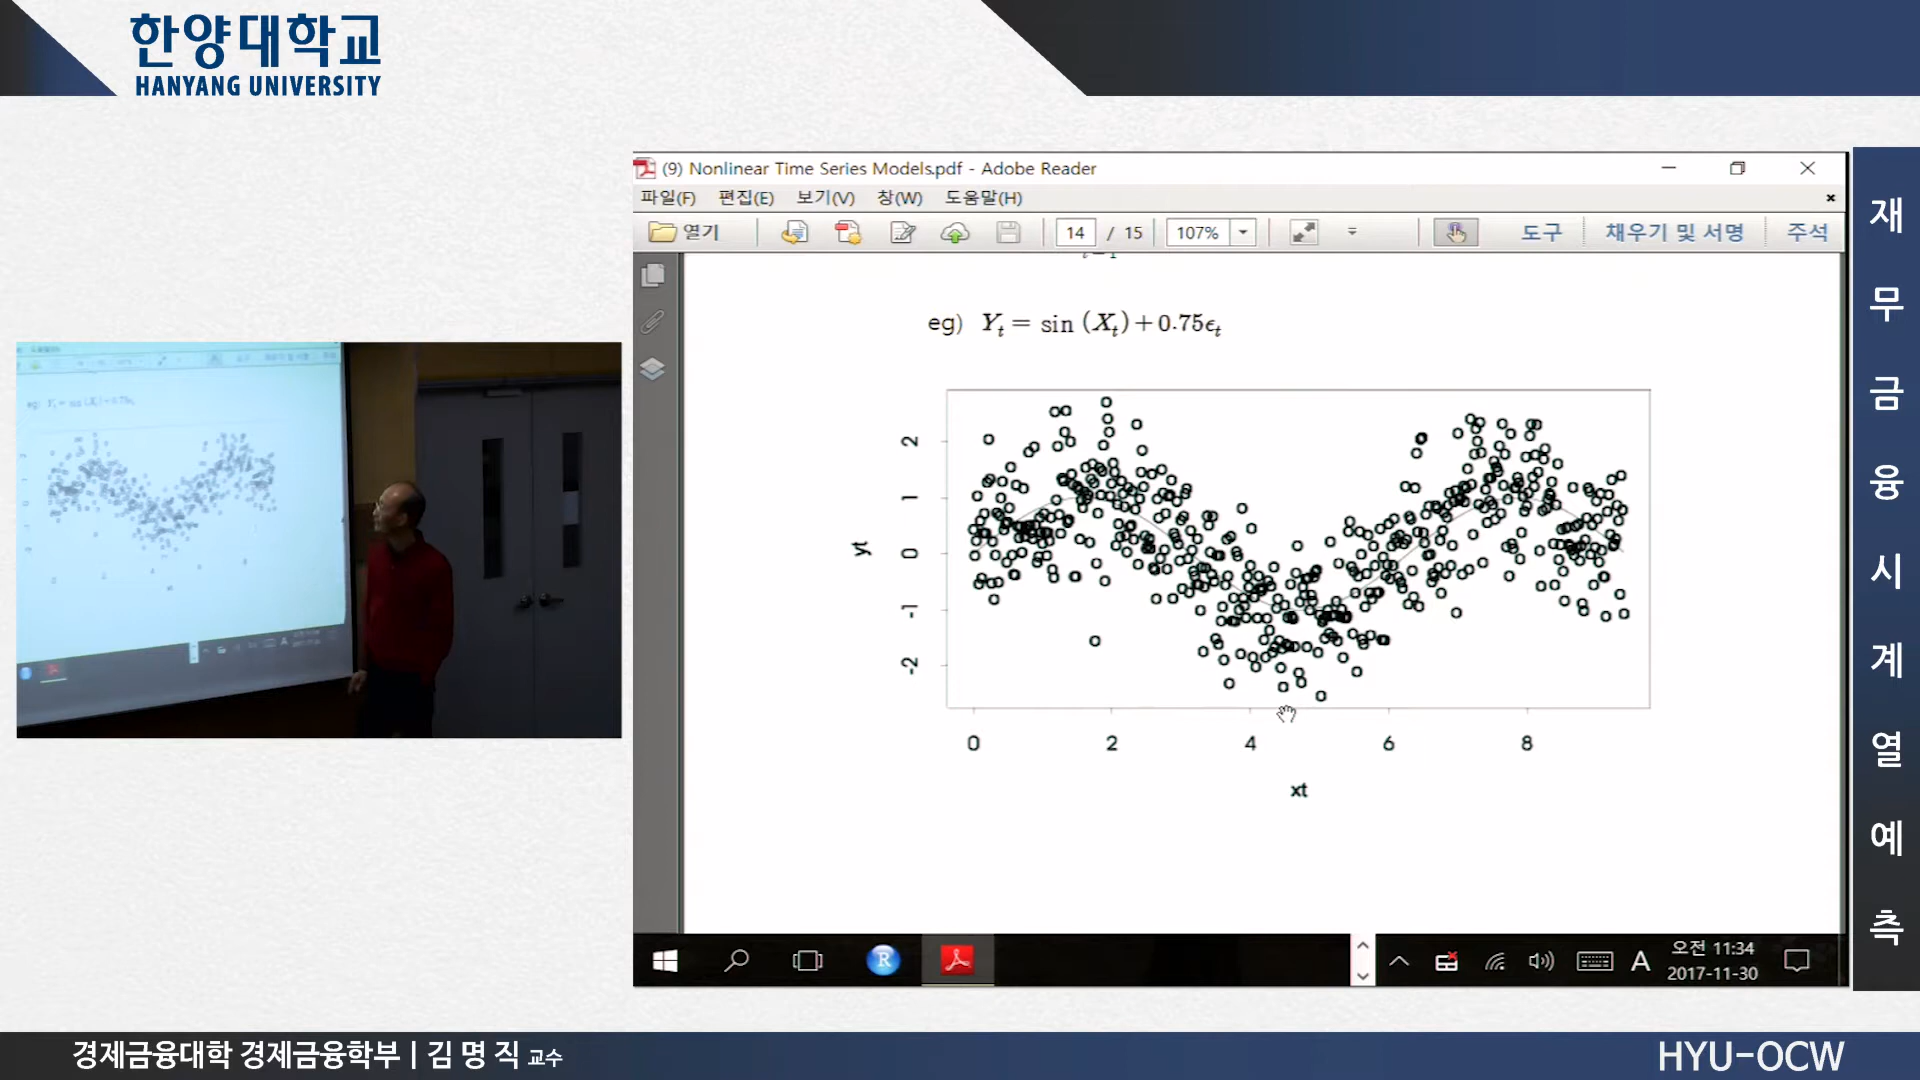 한양대학교
HANYANG UNIVERSITY
(9) Nonlinear Time Series Models.pdf - Adobe Reader
파일(F) 편집(E) 보기(V) 창(W) 도움말(H)
열기 14 / 15 107% 도구 채우기 및 서명 주석
eg) Yₜ = sin (Xₜ) + 0.75ϵₜ
yt
2
1
0
-1
-2
0 2 4 6 8
xt
A 오전 11:34
2017-11-30
재무금융시계열예측
경제금융대학 경제금융학부 | 김명직 교수
HYU-OCW